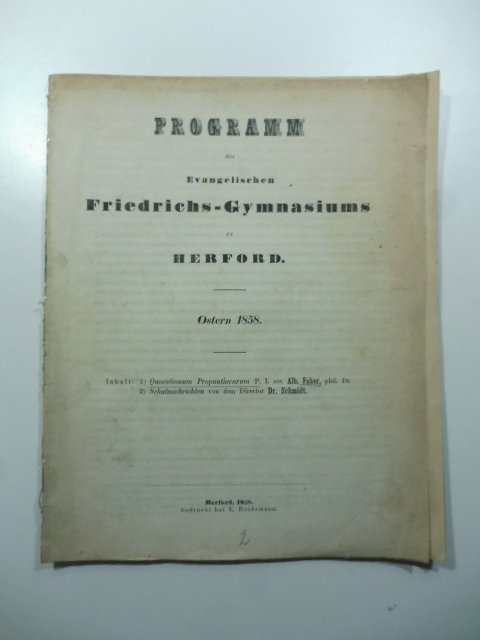 PROGRAMM
des
Evangelischen
Friedrichs-Gymnasiums
zu
HERFORD.
Ostern 1858.
Inhalt: 1) Quaestionum Propontiacarum P. I. scr. Alb. Faber, phil. Dr.
2) Schulnachrichten von dem Director Dr. Schmidt.
Herford, 1858.
Gedruckt bei E. Heidemann.
2